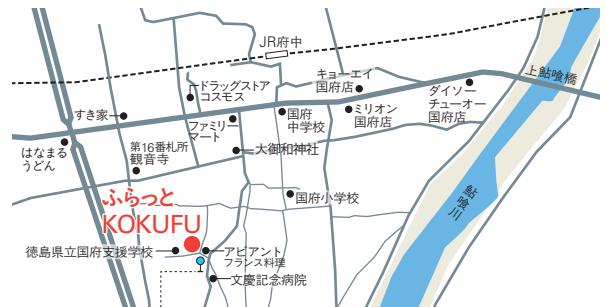 JR府中
上鮎喰橋
キョーエイ
国府店
ドラッグストア
コスモス
ダイソー
チューオー
国府店
すき家
ミリオン
国府店
国府
中学校
ファミリー
マート
はなまる
うどん
第16番札所
観音寺
大御和神社
ふらっと
KOKUFU
国府小学校
鮎喰川
徳島県立国府支援学校
アビアント
フランス料理
文慶記念病院